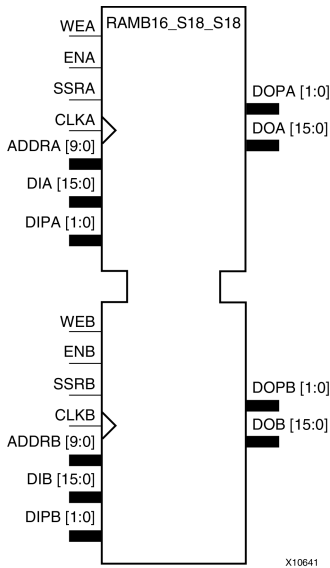 RAMB16_S18_S18
WEA
ENA
SSRA
CLKA
ADDRA [9:0]
DIA [15:0]
DIPA [1:0]
DOPA [1:0]
DOA [15:0]
WEB
ENB
SSRB
CLKB
ADDRB [9:0]
DIB [15:0]
DIPB [1:0]
DOPB [1:0]
DOB [15:0]
X10641